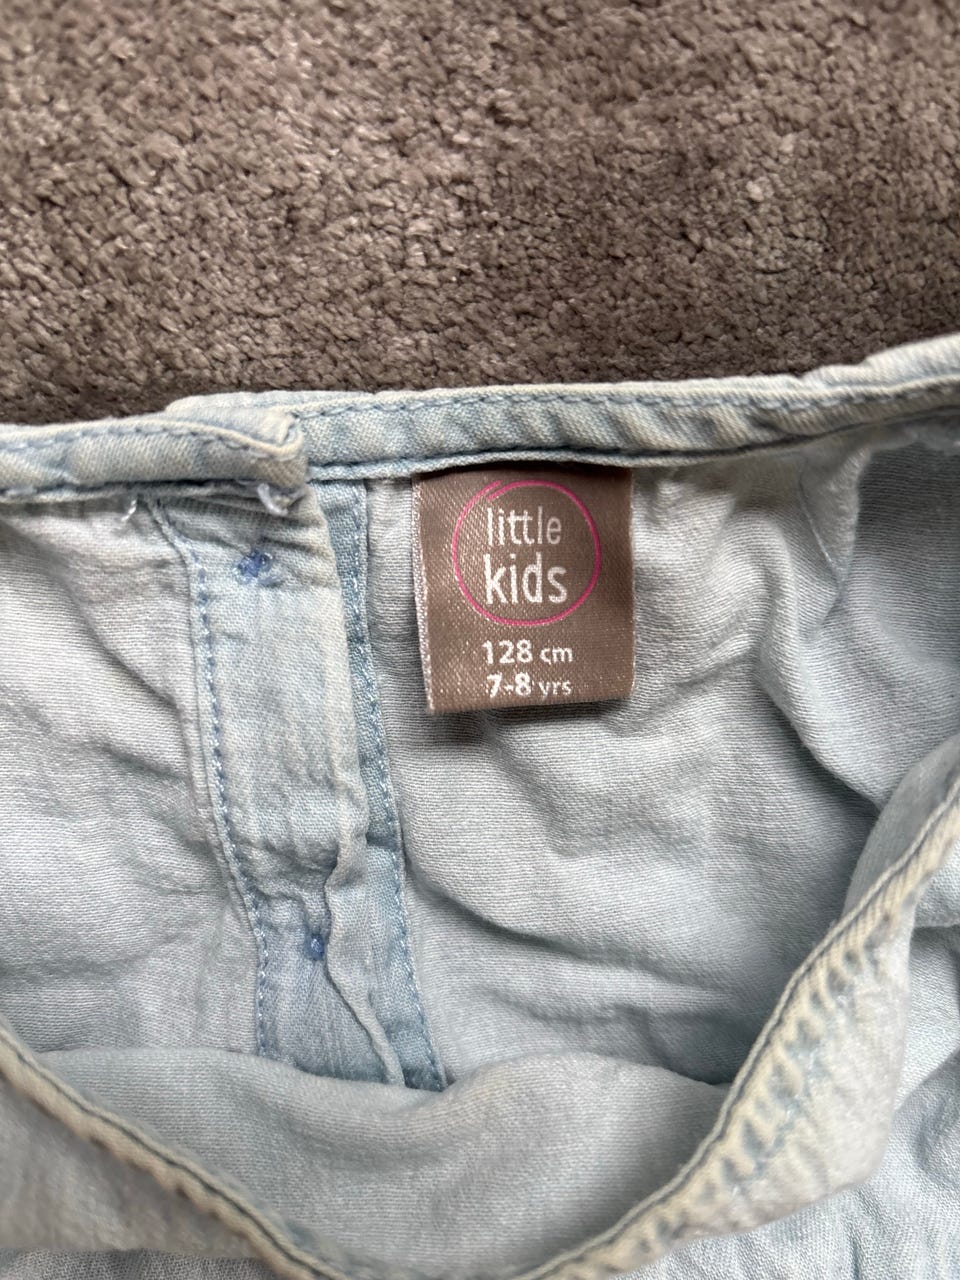 little
kids
128 cm
7-8 yrs